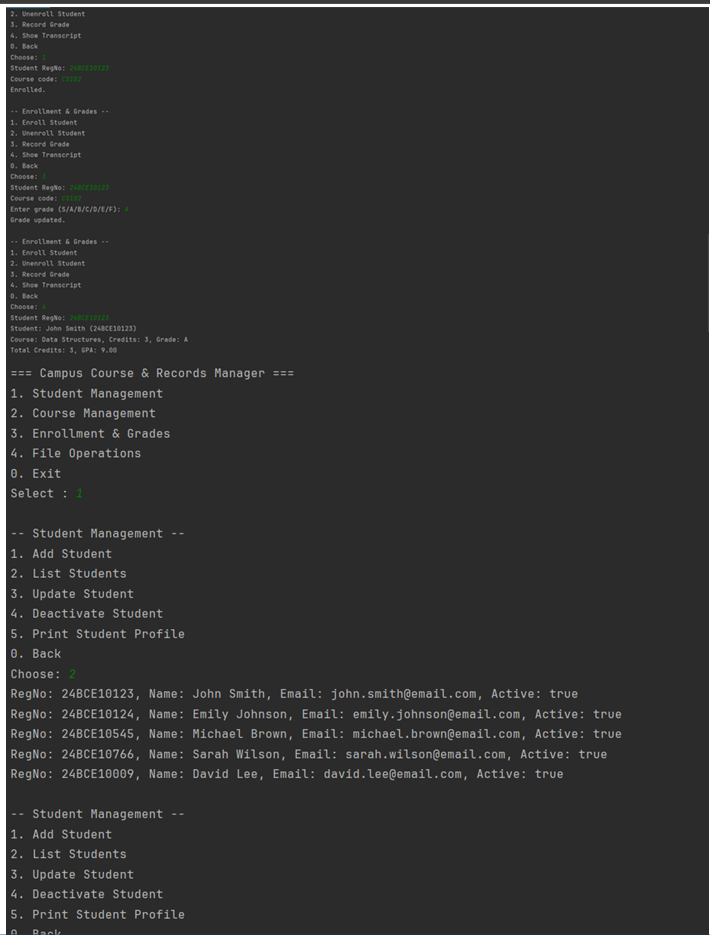 2. Unenroll Student
3. Record Grade
4. Show Transcript
0. Back
Choose: 1
Student RegNo: 24BCE10123
Course code: CS102
Enrolled.
-- Enrollment & Grades --
1. Enroll Student
2. Unenroll Student
3. Record Grade
4. Show Transcript
0. Back
Choose: 3
Student RegNo: 24BCE10123
Course code: CS102
Enter grade (S/A/B/C/D/E/F): A
Grade updated.
-- Enrollment & Grades --
1. Enroll Student
2. Unenroll Student
3. Record Grade
4. Show Transcript
0. Back
Choose: 4
Student RegNo: 24BCE10123
Student: John Smith (24BCE10123)
Course: Data Structures, Credits: 3, Grade: A
Total Credits: 3, GPA: 9.00
=== Campus Course & Records Manager ===
1. Student Management
2. Course Management
3. Enrollment & Grades
4. File Operations
0. Exit
Select : 1
-- Student Management --
1. Add Student
2. List Students
3. Update Student
4. Deactivate Student
5. Print Student Profile
0. Back
Choose: 2
RegNo: 24BCE10123, Name: John Smith, Email: john.smith@email.com, Active: true
RegNo: 24BCE10124, Name: Emily Johnson, Email: emily.johnson@email.com, Active: true
RegNo: 24BCE10545, Name: Michael Brown, Email: michael.brown@email.com, Active: true
RegNo: 24BCE10766, Name: Sarah Wilson, Email: sarah.wilson@email.com, Active: true
RegNo: 24BCE10009, Name: David Lee, Email: david.lee@email.com, Active: true
-- Student Management --
1. Add Student
2. List Students
3. Update Student
4. Deactivate Student
5. Print Student Profile
0. Back